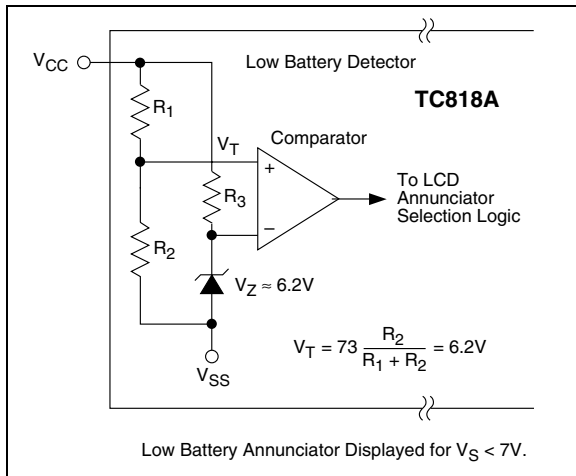 Low Battery Detector
V_CC
TC818A
R_1
V_T
Comparator
+
R_3
To LCD
Annunciator
Selection Logic
R_2
–
V_Z ≈ 6.2V
V_T = 73 R_2 / (R_1 + R_2) = 6.2V
V_SS
Low Battery Annunciator Displayed for V_S < 7V.